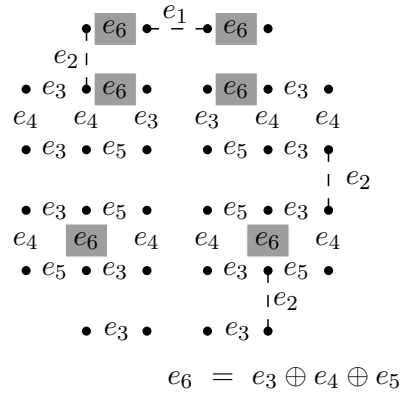 e₆ e₁ e₆
e₂
e₃ e₆ e₆ e₃
e₄ e₄ e₃ e₃ e₄ e₄
e₃ e₅ e₅ e₃
e₂
e₃ e₅ e₅ e₃
e₄ e₆ e₄ e₄ e₆ e₄
e₅ e₃ e₃ e₅
e₂
e₃ e₃
e₆ = e₃ ⊕ e₄ ⊕ e₅